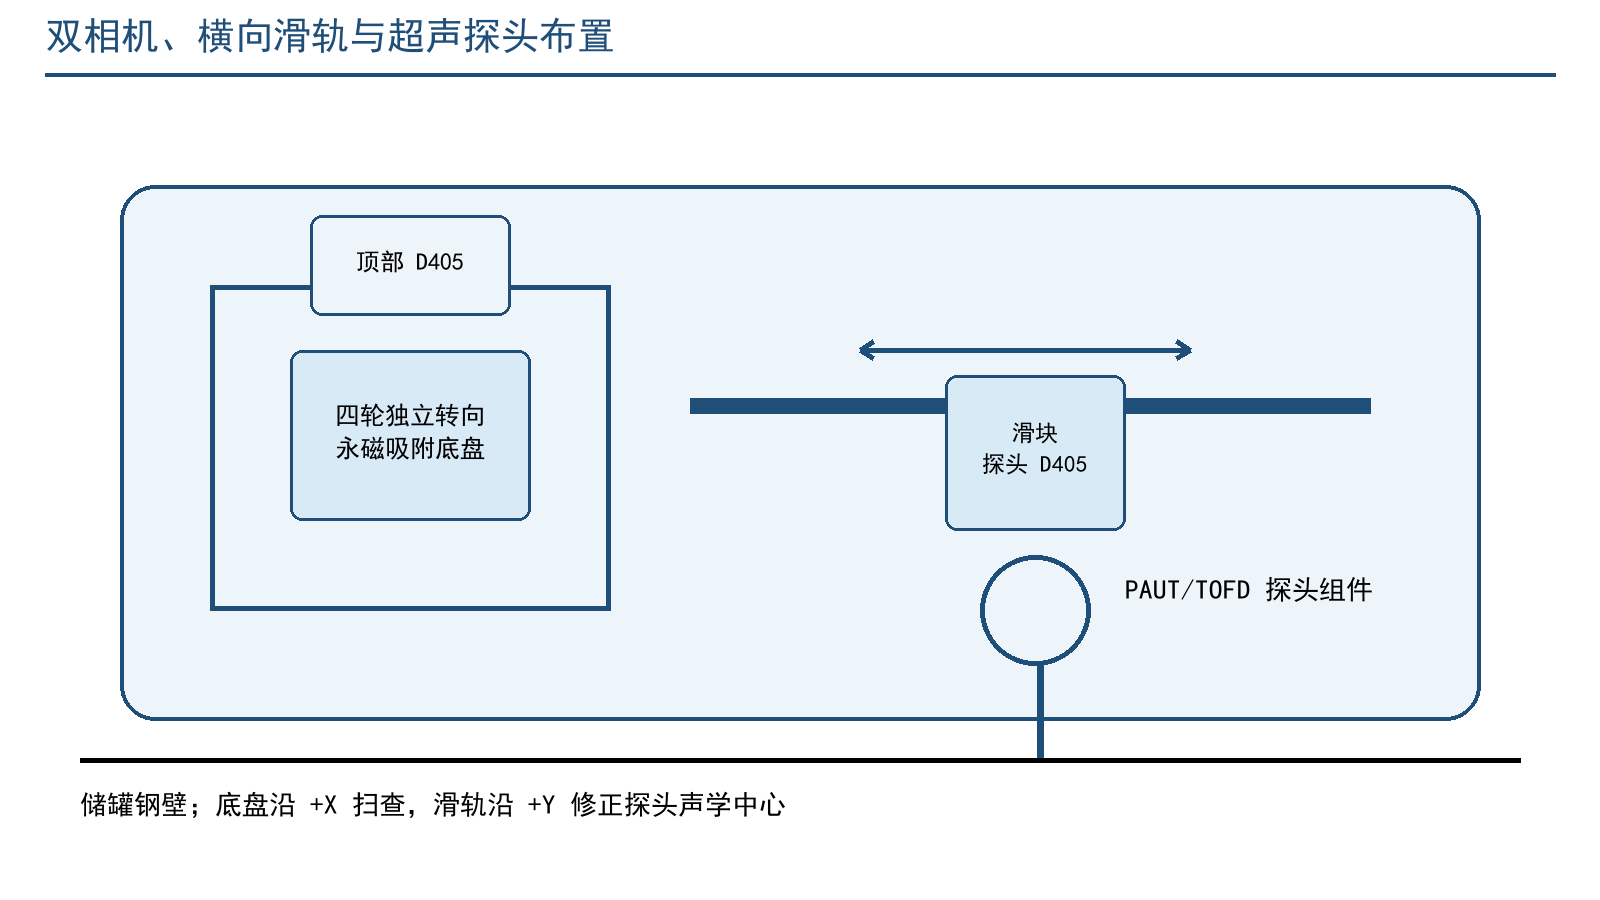 双相机、横向滑轨与超声探头布置
顶部 D405
四轮独立转向
永磁吸附底盘
滑块
探头 D405
PAUT/TOFD 探头组件
储罐钢壁；底盘沿 +X 扫查，滑轨沿 +Y 修正探头声学中心